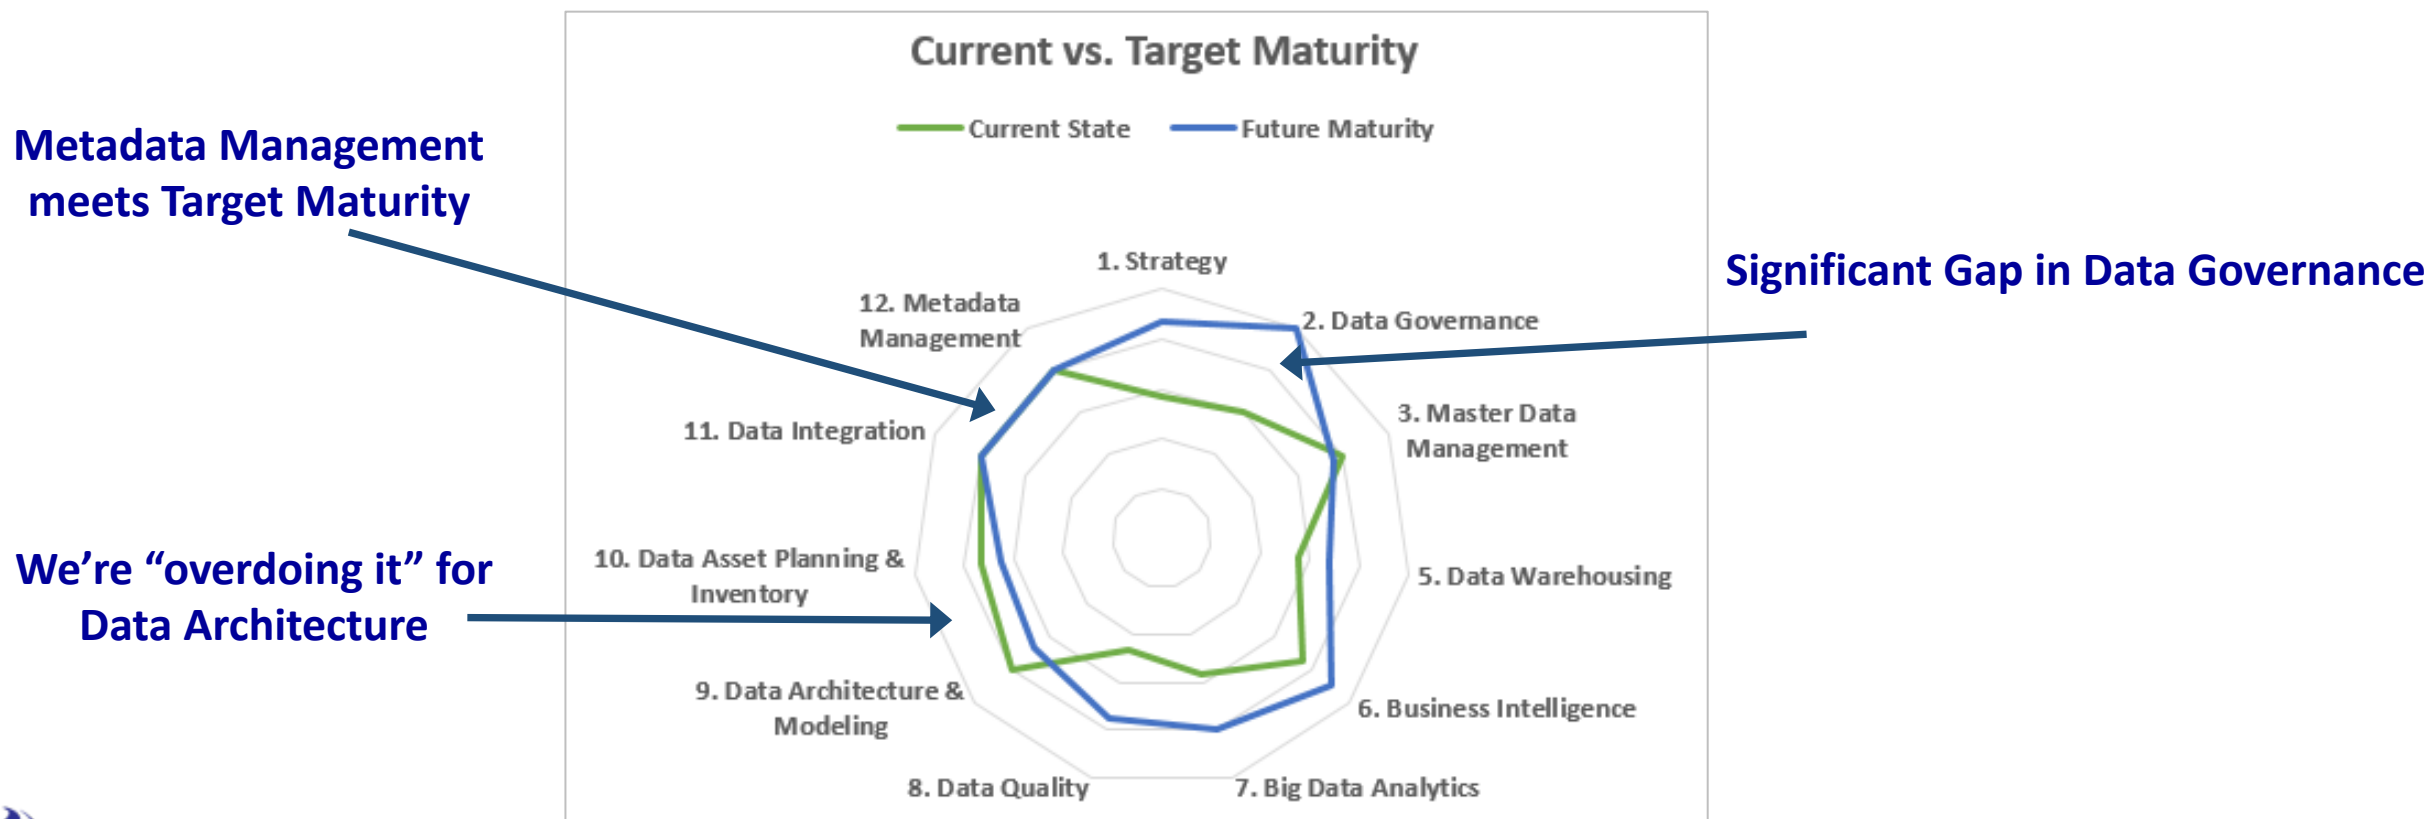 Current vs. Target Maturity
Current State
Future Maturity
Metadata Management
meets Target Maturity
Significant Gap in Data Governance
We’re “overdoing it” for
Data Architecture
1. Strategy
2. Data Governance
3. Master Data
Management
5. Data Warehousing
6. Business Intelligence
7. Big Data Analytics
8. Data Quality
9. Data Architecture &
Modeling
10. Data Asset Planning &
Inventory
11. Data Integration
12. Metadata
Management